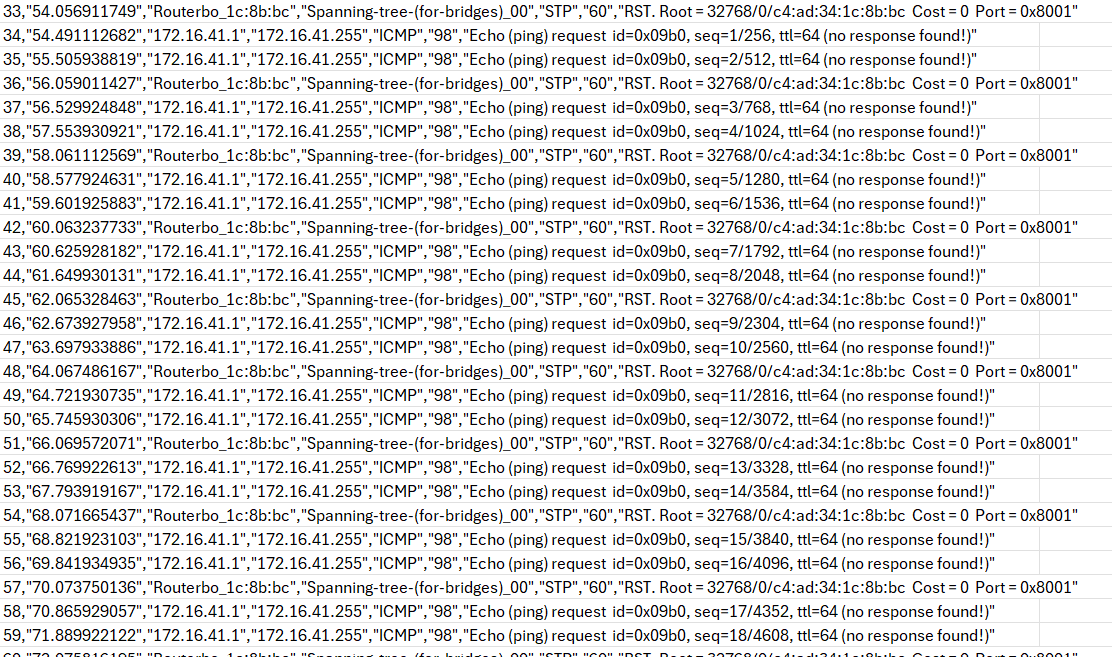 33,"54.056911749","Routerbo_1c:8b:bc","Spanning-tree-(for-bridges)_00","STP","60","RST. Root = 32768/0/c4:ad:34:1c:8b:bc Cost = 0 Port = 0x8001"
34,"54.491112682","172.16.41.1","172.16.41.255","ICMP","98","Echo (ping) request id=0x09b0, seq=1/256, ttl=64 (no response found!)"
35,"55.505938819","172.16.41.1","172.16.41.255","ICMP","98","Echo (ping) request id=0x09b0, seq=2/512, ttl=64 (no response found!)"
36,"56.059011427","Routerbo_1c:8b:bc","Spanning-tree-(for-bridges)_00","STP","60","RST. Root = 32768/0/c4:ad:34:1c:8b:bc Cost = 0 Port = 0x8001"
37,"56.529924848","172.16.41.1","172.16.41.255","ICMP","98","Echo (ping) request id=0x09b0, seq=3/768, ttl=64 (no response found!)"
38,"57.553930921","172.16.41.1","172.16.41.255","ICMP","98","Echo (ping) request id=0x09b0, seq=4/1024, ttl=64 (no response found!)"
39,"58.061112569","Routerbo_1c:8b:bc","Spanning-tree-(for-bridges)_00","STP","60","RST. Root = 32768/0/c4:ad:34:1c:8b:bc Cost = 0 Port = 0x8001"
40,"58.577924631","172.16.41.1","172.16.41.255","ICMP","98","Echo (ping) request id=0x09b0, seq=5/1280, ttl=64 (no response found!)"
41,"59.601925883","172.16.41.1","172.16.41.255","ICMP","98","Echo (ping) request id=0x09b0, seq=6/1536, ttl=64 (no response found!)"
42,"60.063237733","Routerbo_1c:8b:bc","Spanning-tree-(for-bridges)_00","STP","60","RST. Root = 32768/0/c4:ad:34:1c:8b:bc Cost = 0 Port = 0x8001"
43,"60.625928182","172.16.41.1","172.16.41.255","ICMP","98","Echo (ping) request id=0x09b0, seq=7/1792, ttl=64 (no response found!)"
44,"61.649930131","172.16.41.1","172.16.41.255","ICMP","98","Echo (ping) request id=0x09b0, seq=8/2048, ttl=64 (no response found!)"
45,"62.065328463","Routerbo_1c:8b:bc","Spanning-tree-(for-bridges)_00","STP","60","RST. Root = 32768/0/c4:ad:34:1c:8b:bc Cost = 0 Port = 0x8001"
46,"62.673927958","172.16.41.1","172.16.41.255","ICMP","98","Echo (ping) request id=0x09b0, seq=9/2304, ttl=64 (no response found!)"
47,"63.697933886","172.16.41.1","172.16.41.255","ICMP","98","Echo (ping) request id=0x09b0, seq=10/2560, ttl=64 (no response found!)"
48,"64.067486167","Routerbo_1c:8b:bc","Spanning-tree-(for-bridges)_00","STP","60","RST. Root = 32768/0/c4:ad:34:1c:8b:bc Cost = 0 Port = 0x8001"
49,"64.721930735","172.16.41.1","172.16.41.255","ICMP","98","Echo (ping) request id=0x09b0, seq=11/2816, ttl=64 (no response found!)"
50,"65.745930306","172.16.41.1","172.16.41.255","ICMP","98","Echo (ping) request id=0x09b0, seq=12/3072, ttl=64 (no response found!)"
51,"66.069572071","Routerbo_1c:8b:bc","Spanning-tree-(for-bridges)_00","STP","60","RST. Root = 32768/0/c4:ad:34:1c:8b:bc Cost = 0 Port = 0x8001"
52,"66.769922613","172.16.41.1","172.16.41.255","ICMP","98","Echo (ping) request id=0x09b0, seq=13/3328, ttl=64 (no response found!)"
53,"67.793919167","172.16.41.1","172.16.41.255","ICMP","98","Echo (ping) request id=0x09b0, seq=14/3584, ttl=64 (no response found!)"
54,"68.071665437","Routerbo_1c:8b:bc","Spanning-tree-(for-bridges)_00","STP","60","RST. Root = 32768/0/c4:ad:34:1c:8b:bc Cost = 0 Port = 0x8001"
55,"68.821923103","172.16.41.1","172.16.41.255","ICMP","98","Echo (ping) request id=0x09b0, seq=15/3840, ttl=64 (no response found!)"
56,"69.841934935","172.16.41.1","172.16.41.255","ICMP","98","Echo (ping) request id=0x09b0, seq=16/4096, ttl=64 (no response found!)"
57,"70.073750136","Routerbo_1c:8b:bc","Spanning-tree-(for-bridges)_00","STP","60","RST. Root = 32768/0/c4:ad:34:1c:8b:bc Cost = 0 Port = 0x8001"
58,"70.865929057","172.16.41.1","172.16.41.255","ICMP","98","Echo (ping) request id=0x09b0, seq=17/4352, ttl=64 (no response found!)"
59,"71.889922122","172.16.41.1","172.16.41.255","ICMP","98","Echo (ping) request id=0x09b0, seq=18/4608, ttl=64 (no response found!)"